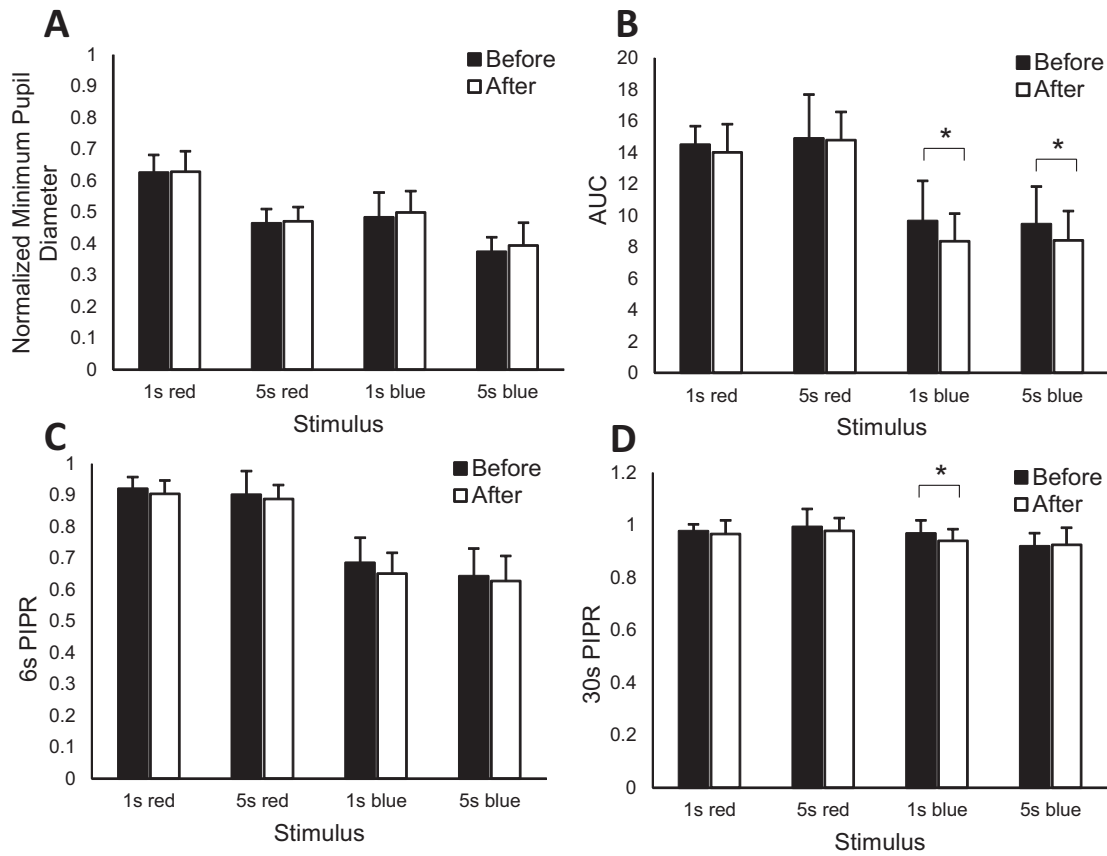 A
Before
After
Normalized Minimum Pupil
Diameter
1
0.9
0.8
0.7
0.6
0.5
0.4
0.3
0.2
0.1
0
1s red 5s red 1s blue 5s blue
Stimulus
B
Before
After
AUC
20
18
16
14
12
10
8
6
4
2
0
*
*
1s red 5s red 1s blue 5s blue
Stimulus
C
Before
After
6s PIPR
1
0.9
0.8
0.7
0.6
0.5
0.4
0.3
0.2
0.1
0
1s red 5s red 1s blue 5s blue
Stimulus
D
Before
After
30s PIPR
1.2
1
0.8
0.6
0.4
0.2
0
*
1s red 5s red 1s blue 5s blue
Stimulus